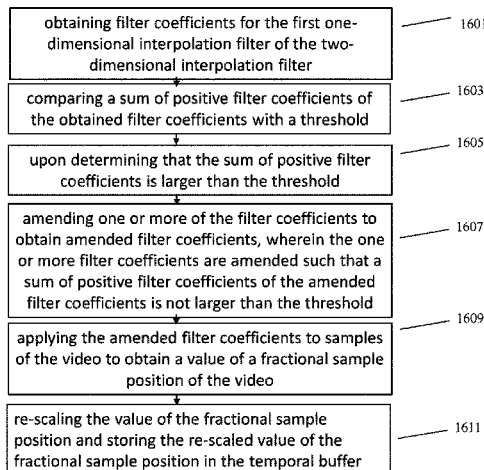 obtaining filter coefficients for the first one-
dimensional interpolation filter of the two-
dimensional interpolation filter
1601
comparing a sum of positive filter coefficients of
the obtained filter coefficients with a threshold
1603
upon determining that the sum of positive filter
coefficients is larger than the threshold
1605
amending one or more of the filter coefficients to
obtain amended filter coefficients, wherein the one
or more filter coefficients are amended such that a
sum of positive filter coefficients of the amended
filter coefficients is not larger than the threshold
1607
applying the amended filter coefficients to samples
of the video to obtain a value of a fractional sample
position of the video
1609
re-scaling the value of the fractional sample
position and storing the re-scaled value of the
fractional sample position in the temporal buffer
1611